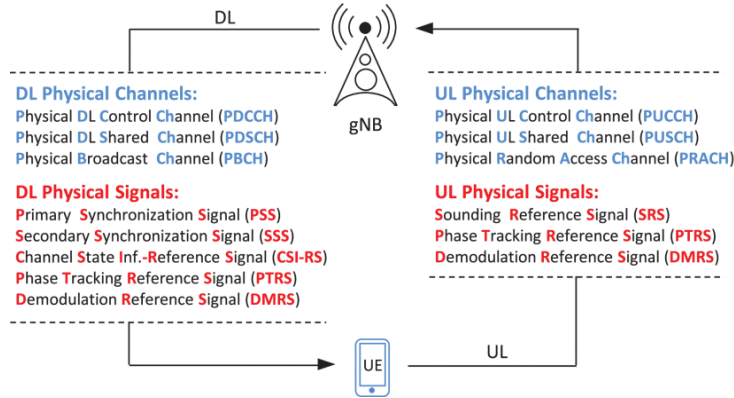 DL
gNB
DL Physical Channels:
Physical DL Control Channel (PDCCH)
Physical DL Shared Channel (PDSCH)
Physical Broadcast Channel (PBCH)
DL Physical Signals:
Primary Synchronization Signal (PSS)
Secondary Synchronization Signal (SSS)
Channel State Inf.-Reference Signal (CSI-RS)
Phase Tracking Reference Signal (PTRS)
Demodulation Reference Signal (DMRS)
UL Physical Channels:
Physical UL Control Channel (PUCCH)
Physical UL Shared Channel (PUSCH)
Physical Random Access Channel (PRACH)
UL Physical Signals:
Sounding Reference Signal (SRS)
Phase Tracking Reference Signal (PTRS)
Demodulation Reference Signal (DMRS)
UE
UL